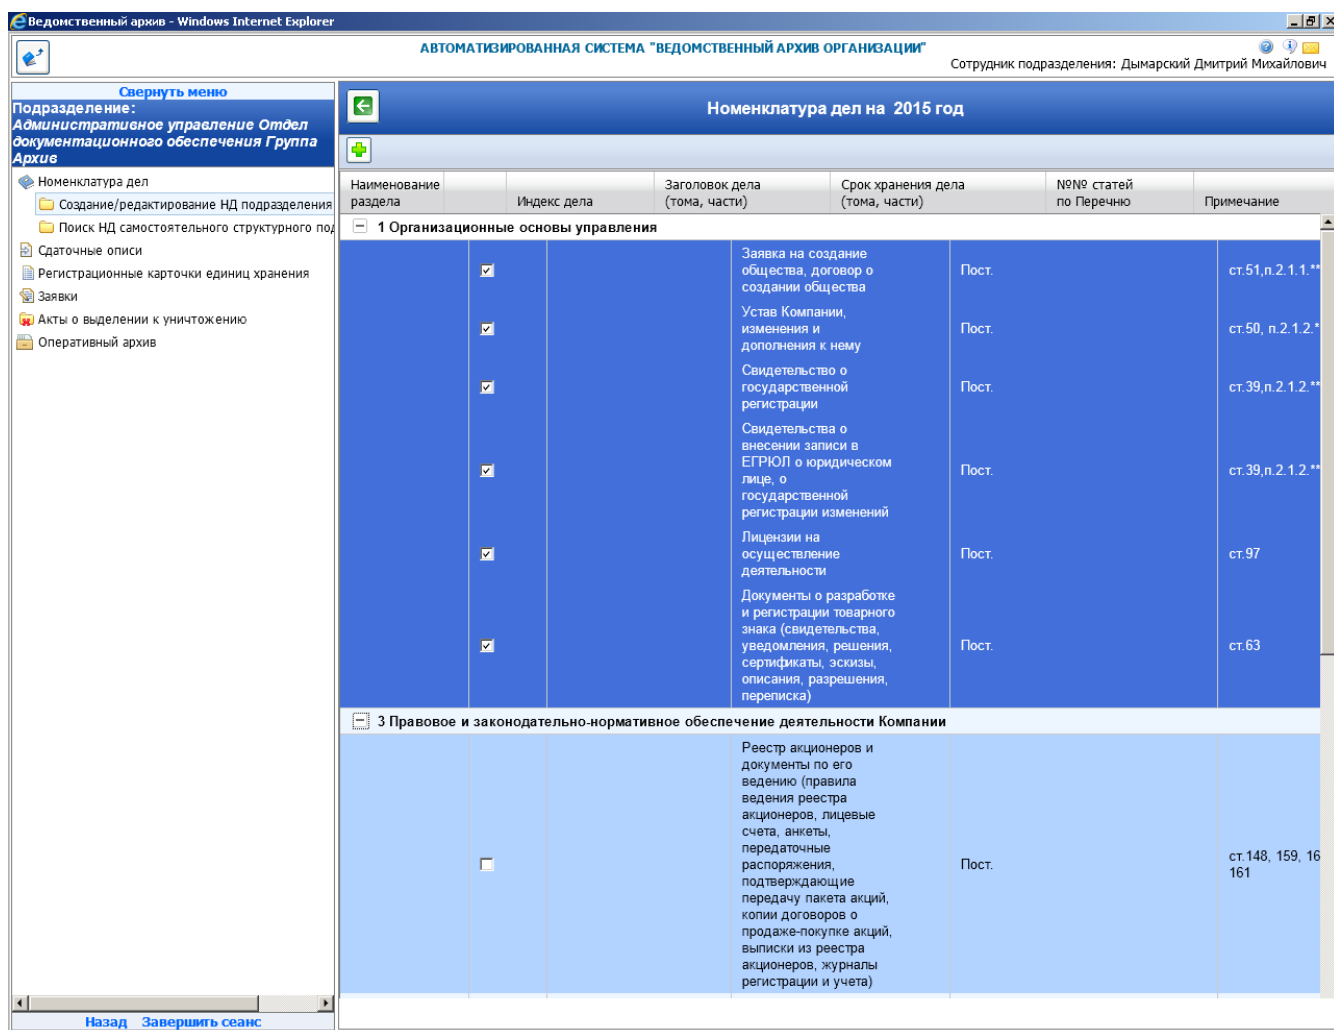 Ведомственный архив - Windows Internet Explorer
АВТОМАТИЗИРОВАННАЯ СИСТЕМА "ВЕДОМСТВЕННЫЙ АРХИВ ОРГАНИЗАЦИИ"
Сотрудник подразделения: Дымарский Дмитрий Михайлович
Свернуть меню
Подразделение:
Административное управление Отдел
документационного обеспечения Группа
Архив
Номенклатура дел
Создание/редактирование НД подразделения
Поиск НД самостоятельного структурного под
Сдаточные описи
Регистрационные карточки единиц хранения
Заявки
Акты о выделении к уничтожению
Оперативный архив
Назад Завершить сеанс
Номенклатура дел на 2015 год
Наименование
раздела
Индекс дела
Заголовок дела
(тома, части)
Срок хранения дела
(тома, части)
№№ статей
по Перечню
Примечание
1 Организационные основы управления
Заявка на создание
общества, договор о
создании общества
Пост.
ст.51,п.2.1.1.**
Устав Компании,
изменения и
дополнения к нему
Пост.
ст.50, п.2.1.2.*
Свидетельство о
государственной
регистрации
Пост.
ст.39,п.2.1.2.**
Свидетельства о
внесении записи в
ЕГРЮЛ о юридическом
лице, о
государственной
регистрации изменений
Пост.
ст.39,п.2.1.2.**
Лицензии на
осуществление
деятельности
Пост.
ст.97
Документы о разработке
и регистрации товарного
знака (свидетельства,
уведомления, решения,
сертификаты, эскизы,
описания, разрешения,
переписка)
Пост.
ст.63
3 Правовое и законодательно-нормативное обеспечение деятельности Компании
Реестр акционеров и
документы по его
ведению (правила
ведения реестра
акционеров, лицевые
счета, анкеты,
передаточные
распоряжения,
подтверждающие
передачу пакета акций,
копии договоров о
продаже-покупке акций,
выписки из реестра
акционеров, журналы
регистрации и учета)
Пост.
ст.148, 159, 16
161